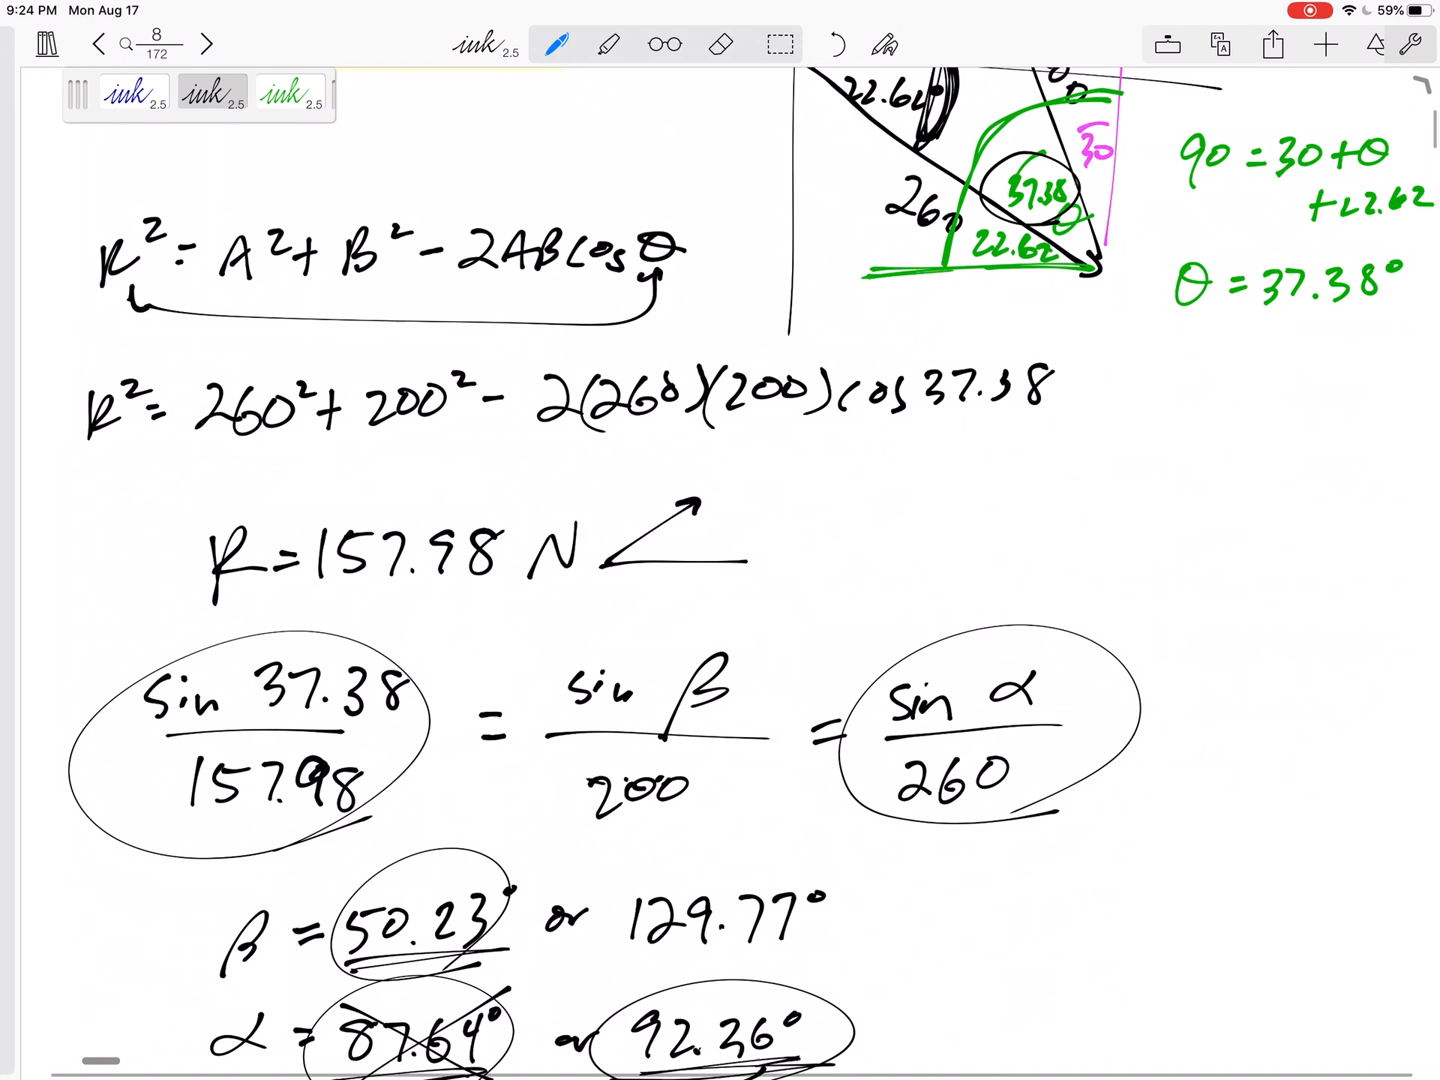 9:24 PM Mon Aug 17
59%
8
172
ink 2.5
ink 2.5 ink 2.5 ink 2.5
22.62°
30
260
37.38
θ
22.62
90 = 30 + θ
+ 22.62
θ = 37.38°
R² = A² + B² - 2AB cos θ
R² = 260² + 200² - 2(260)(200) cos 37.38
R = 157.98 N
sin 37.38 = sin β = sin α
157.98 200 260
β = 50.23° or 129.77°
α = 87.64° or 92.36°